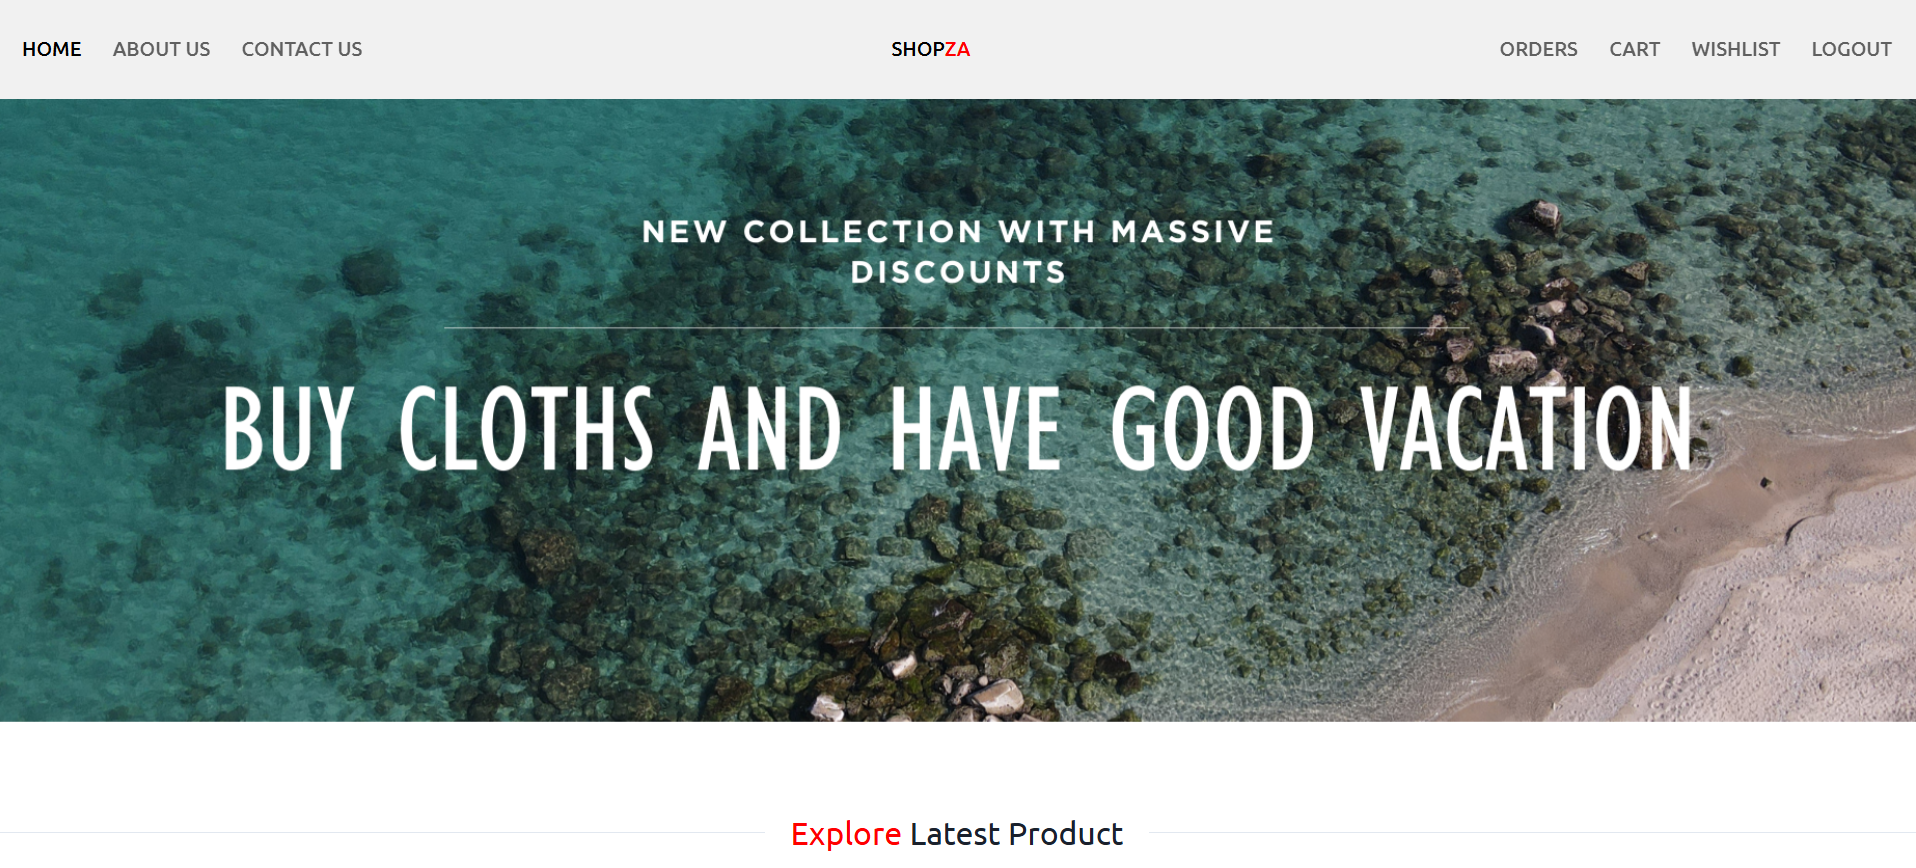 HOME ABOUT US CONTACT US SHOPZA ORDERS CART WISHLIST LOGOUT
NEW COLLECTION WITH MASSIVE
DISCOUNTS
BUY CLOTHS AND HAVE GOOD VACATION
Explore Latest Product